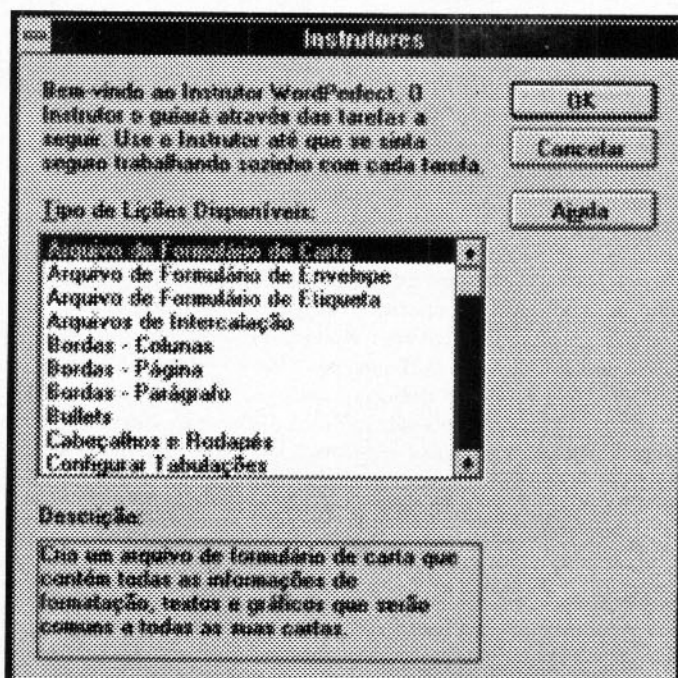 Instrutores
Bem-vindo ao Instrutor WordPerfect. O
Instrutor o guiará através das tarefas a
seguir. Use o Instrutor até que se sinta
seguro trabalhando sozinho com cada tarefa.
OK
Cancelar
Ajuda
Tipo de Lições Disponíveis:
Arquivo de Formulário de Carta
Arquivo de Formulário de Envelope
Arquivo de Formulário de Etiqueta
Arquivos de Intercalação
Bordas - Colunas
Bordas - Página
Bordas - Parágrafo
Bullets
Cabeçalhos e Rodapés
Configurar Tabulações
Descrição:
Cria um arquivo de formulário de carta que
contém todas as informações de
formatação, textos e gráficos que serão
comuns a todas as suas cartas.